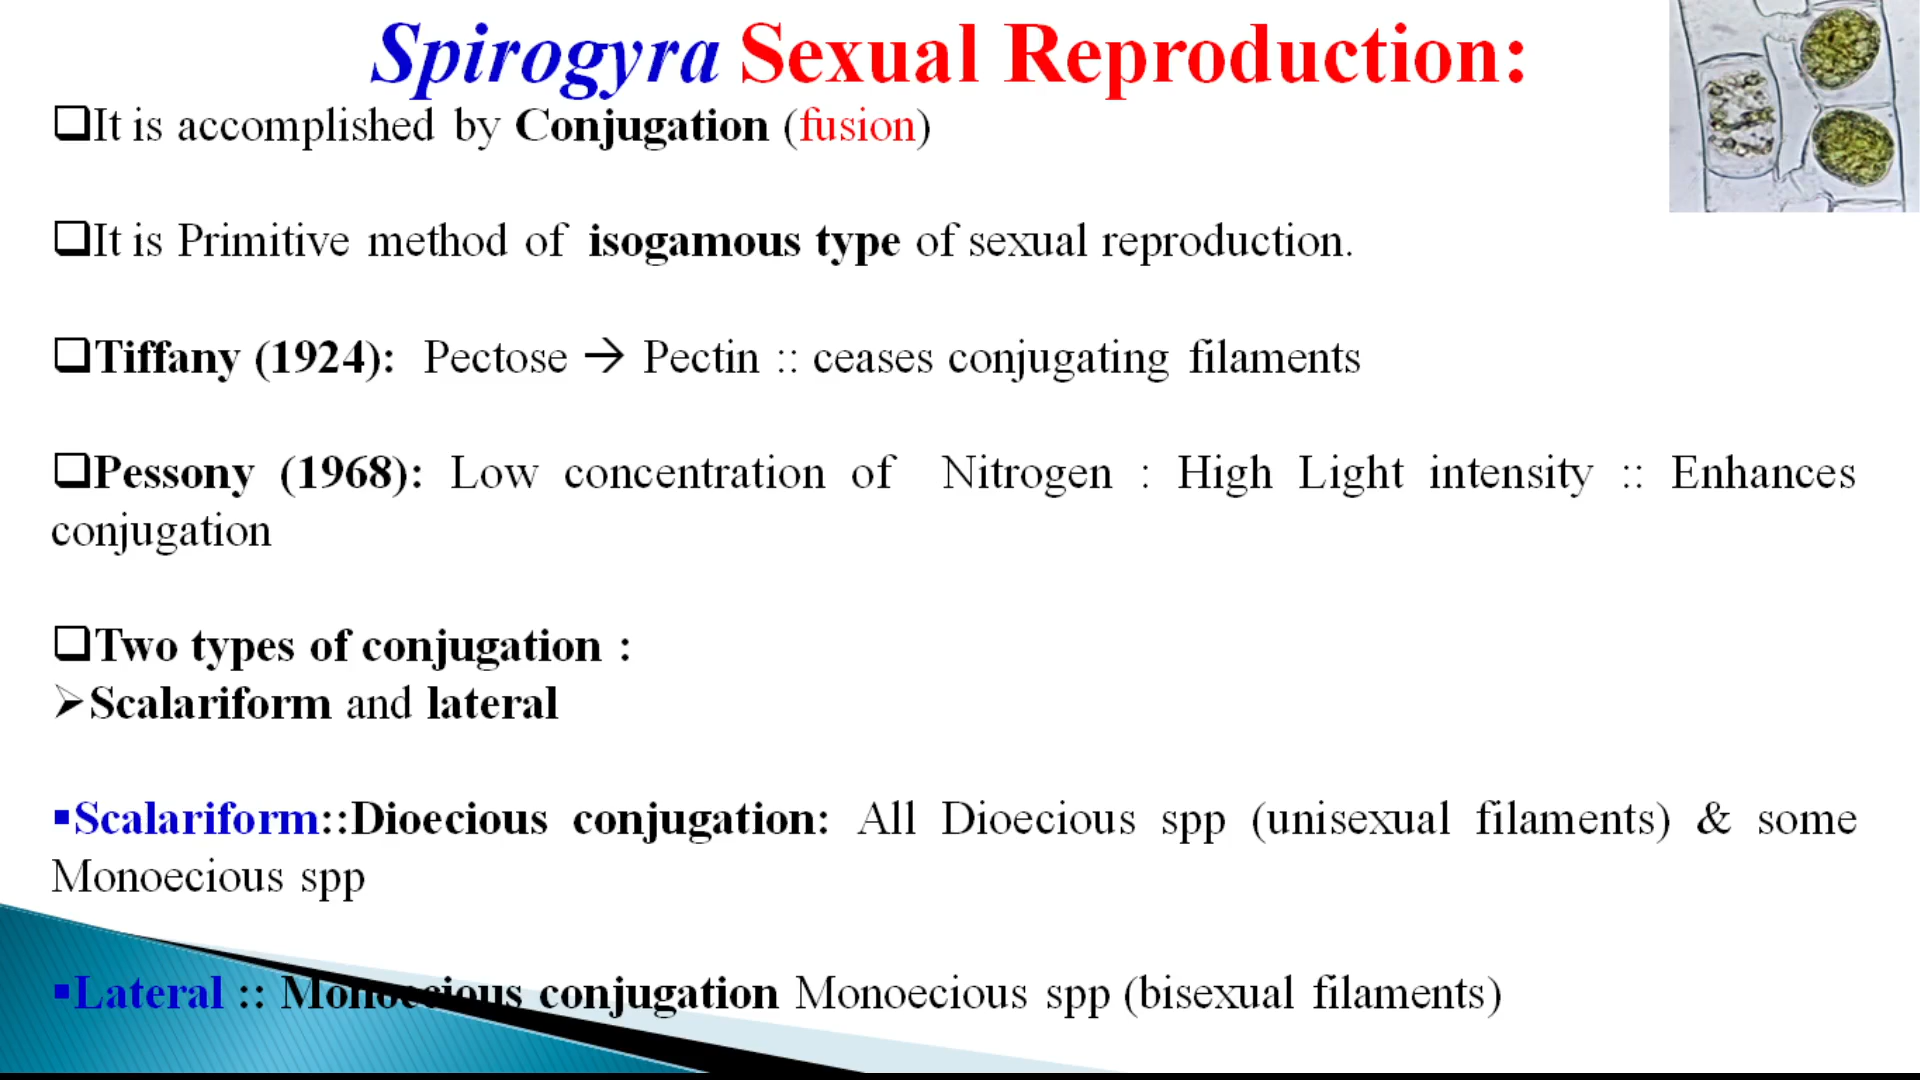 Spirogyra Sexual Reproduction:
❑It is accomplished by Conjugation (fusion)
❑It is Primitive method of isogamous type of sexual reproduction.
❑Tiffany (1924): Pectose → Pectin :: ceases conjugating filaments
❑Pessony (1968): Low concentration of Nitrogen : High Light intensity :: Enhances
conjugation
❑Two types of conjugation :
➢Scalariform and lateral
▪Scalariform::Dioecious conjugation: All Dioecious spp (unisexual filaments) & some
Monoecious spp
▪Lateral :: Monoecious conjugation Monoecious spp (bisexual filaments)